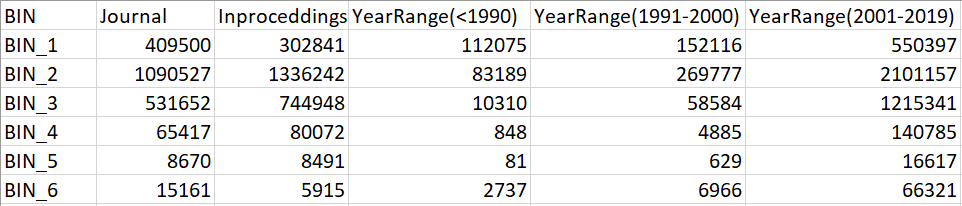 BIN Journal Inproceddings YearRange(<1990) YearRange(1991-2000) YearRange(2001-2019)
BIN_1 409500 302841 112075 152116 550397
BIN_2 1090527 1336242 83189 269777 2101157
BIN_3 531652 744948 10310 58584 1215341
BIN_4 65417 80072 848 4885 140785
BIN_5 8670 8491 81 629 16617
BIN_6 15161 5915 2737 6966 66321